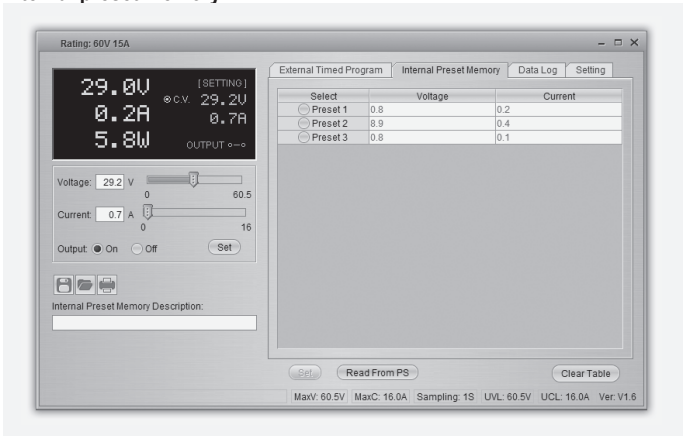 Rating: 60V 15A
29.0V [SETTING]
C.V. 29.2V
0.2A 0.7A
5.8W OUTPUT
Voltage: 29.2 V
0 60.5
Current: 0.7 A
0 16
Output: On Off Set
Internal Preset Memory Description:
External Timed Program Internal Preset Memory Data Log Setting
Select Voltage Current
Preset 1 0.8 0.2
Preset 2 8.9 0.4
Preset 3 0.8 0.1
Set Read From PS Clear Table
MaxV: 60.5V MaxC: 16.0A Sampling: 1S UVL: 60.5V UCL: 16.0A Ver: V1.6